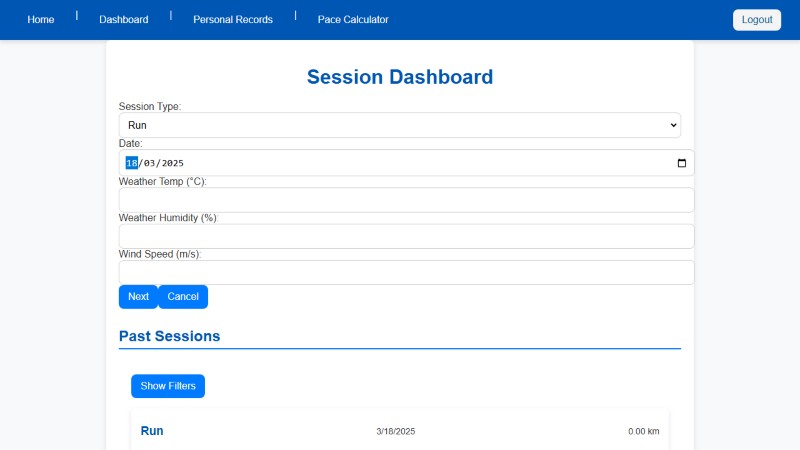 Home | Dashboard | Personal Records | Pace Calculator Logout
Session Dashboard
Session Type:
Run
Date:
18/03/2025
Weather Temp (°C):
Weather Humidity (%):
Wind Speed (m/s):
Next Cancel
Past Sessions
Show Filters
Run 3/18/2025 0.00 km